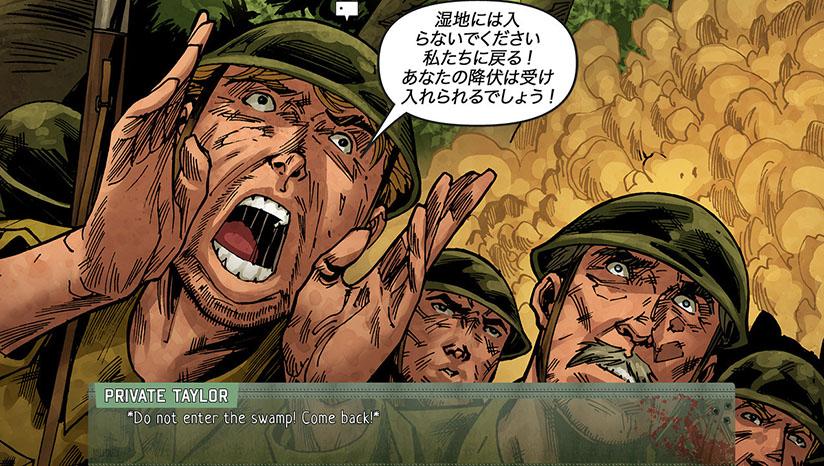 湿地には入
らないでください
私たちに戻る！
あなたの降伏は受け
入れられるでしょう！
PRIVATE TAYLOR
*Do not enter the swamp! Come back!*